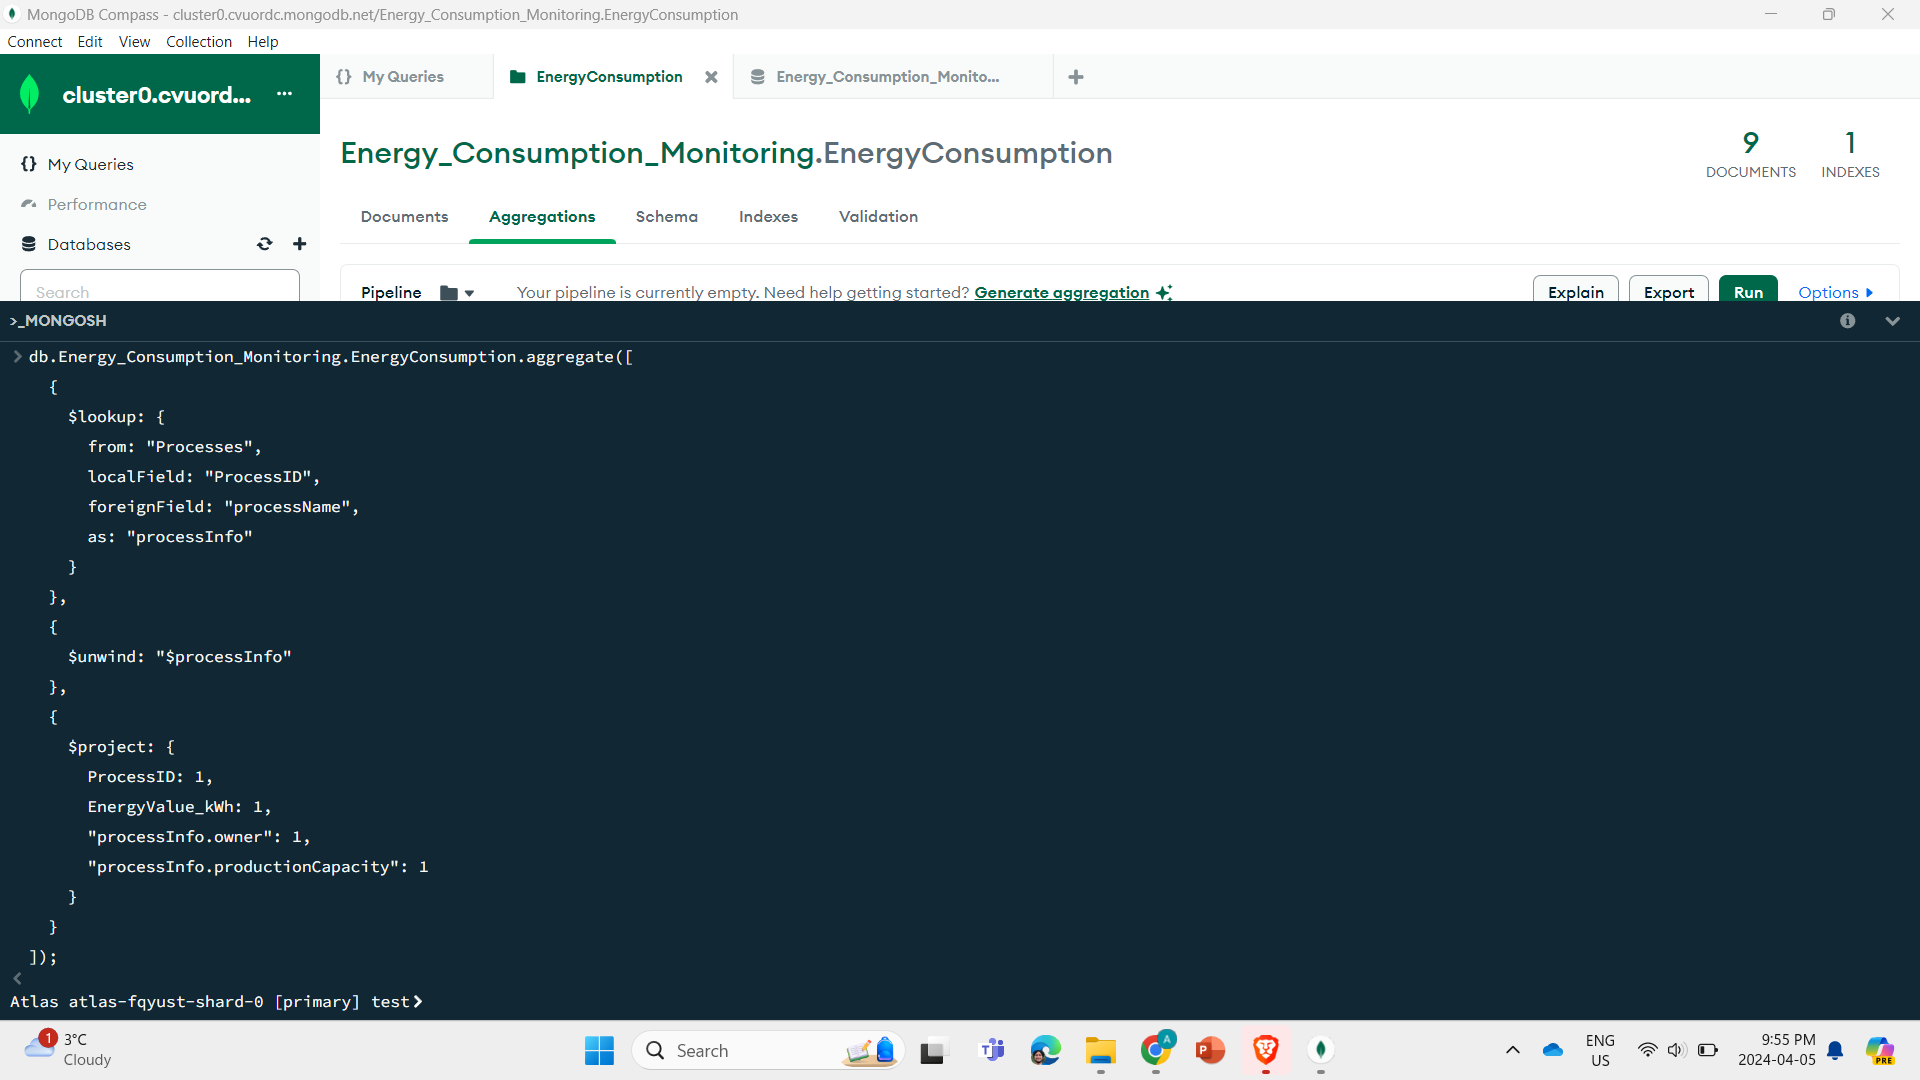 MongoDB Compass - cluster0.cvuordc.mongodb.net/Energy_Consumption_Monitoring.EnergyConsumption
Connect Edit View Collection Help
cluster0.cvuord... ...
{} My Queries
EnergyConsumption
Energy_Consumption_Monito...
{} My Queries
Performance
Databases
Search
Energy_Consumption_Monitoring.EnergyConsumption
9 DOCUMENTS
1 INDEXES
Documents Aggregations Schema Indexes Validation
Pipeline Your pipeline is currently empty. Need help getting started? Generate aggregation Explain Export Run Options
>_MONGOSH
> db.Energy_Consumption_Monitoring.EnergyConsumption.aggregate([
{
$lookup: {
from: "Processes",
localField: "ProcessID",
foreignField: "processName",
as: "processInfo"
}
},
{
$unwind: "$processInfo"
},
{
$project: {
ProcessID: 1,
EnergyValue_kWh: 1,
"processInfo.owner": 1,
"processInfo.productionCapacity": 1
}
}
]);
<
Atlas atlas-fqyust-shard-0 [primary] test>
1
3°C
Cloudy
Search
A
P
ENG
US
9:55 PM
2024-04-05
PRE